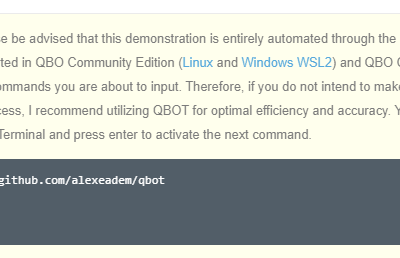 se be advised that this demonstration is entirely automated through the
ted in QBO Community Edition (Linux and Windows WSL2) and QBO
ommands you are about to input. Therefore, if you do not intend to mak
cess, I recommend utilizing QBOT for optimal efficiency and accuracy. Y
Terminal and press enter to activate the next command.
github.com/alexeadem/qbot